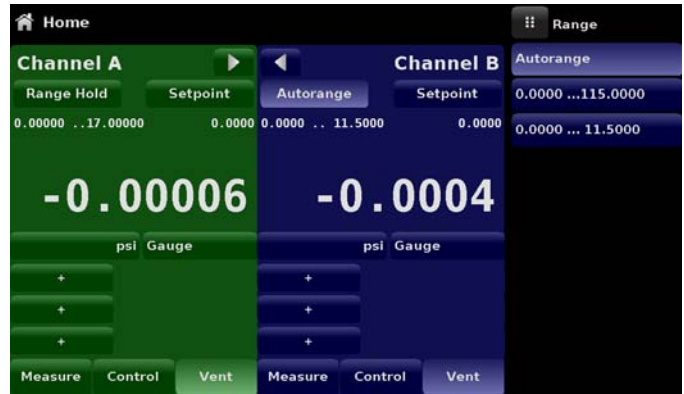 Home
Range
Channel A
Channel B
Autorange
Range Hold Setpoint
Autorange Setpoint
0.0000 ...115.0000
0.00000 ..17.00000 0.0000
0.0000 .. 11.5000 0.0000
0.0000 ... 11.5000
-0.00006
-0.0004
psi Gauge
psi Gauge
+
+
+
+
+
+
Measure Control Vent
Measure Control Vent